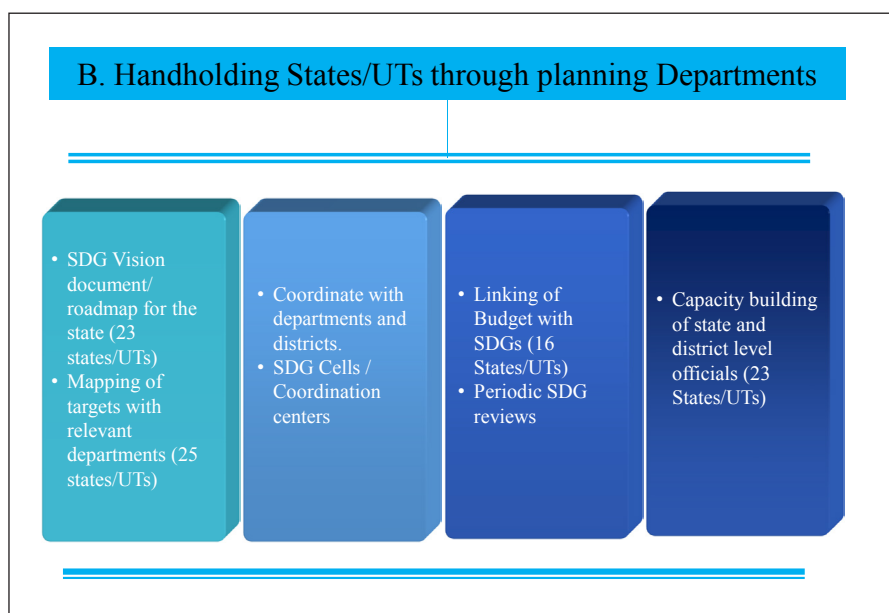 B. Handholding States/UTs through planning Departments
• SDG Vision
document/
roadmap for the
state (23
states/UTs)
• Mapping of
targets with
relevant
departments (25
states/UTs)
• Coordinate with
departments and
districts.
• SDG Cells /
Coordination
centers
• Linking of
Budget with
SDGs (16
States/UTs)
• Periodic SDG
reviews
• Capacity building
of state and
district level
officials (23
States/UTs)